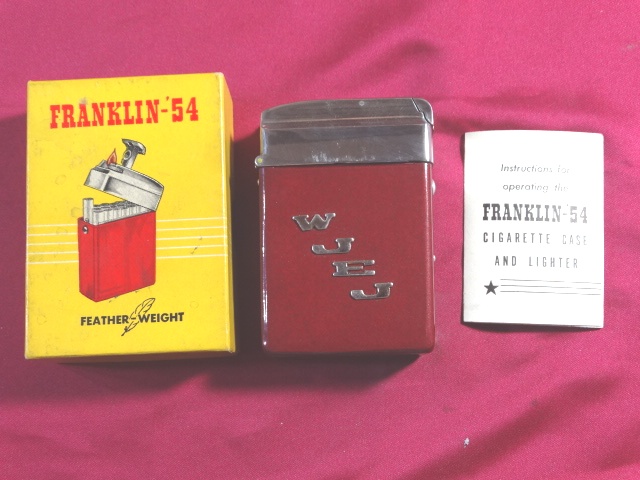 FRANKLIN-'54
FEATHER WEIGHT
W
J
E
J
Instructions for
operating the
FRANKLIN-'54
CIGARETTE CASE
AND LIGHTER